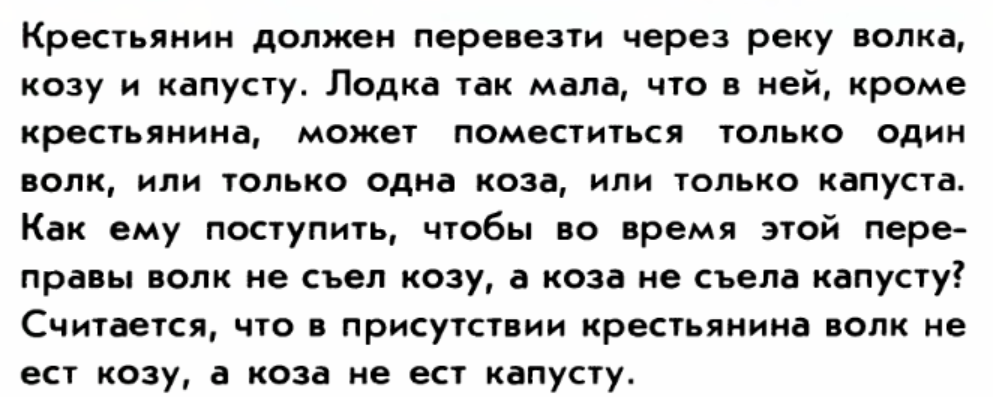 Крестьянин должен перевезти через реку волка,
козу и капусту. Лодка так мала, что в ней, кроме
крестьянина, может поместиться только один
волк, или только одна коза, или только капуста.
Как ему поступить, чтобы во время этой пере-
правы волк не съел козу, а коза не съела капусту?
Считается, что в присутствии крестьянина волк не
ест козу, а коза не ест капусту.